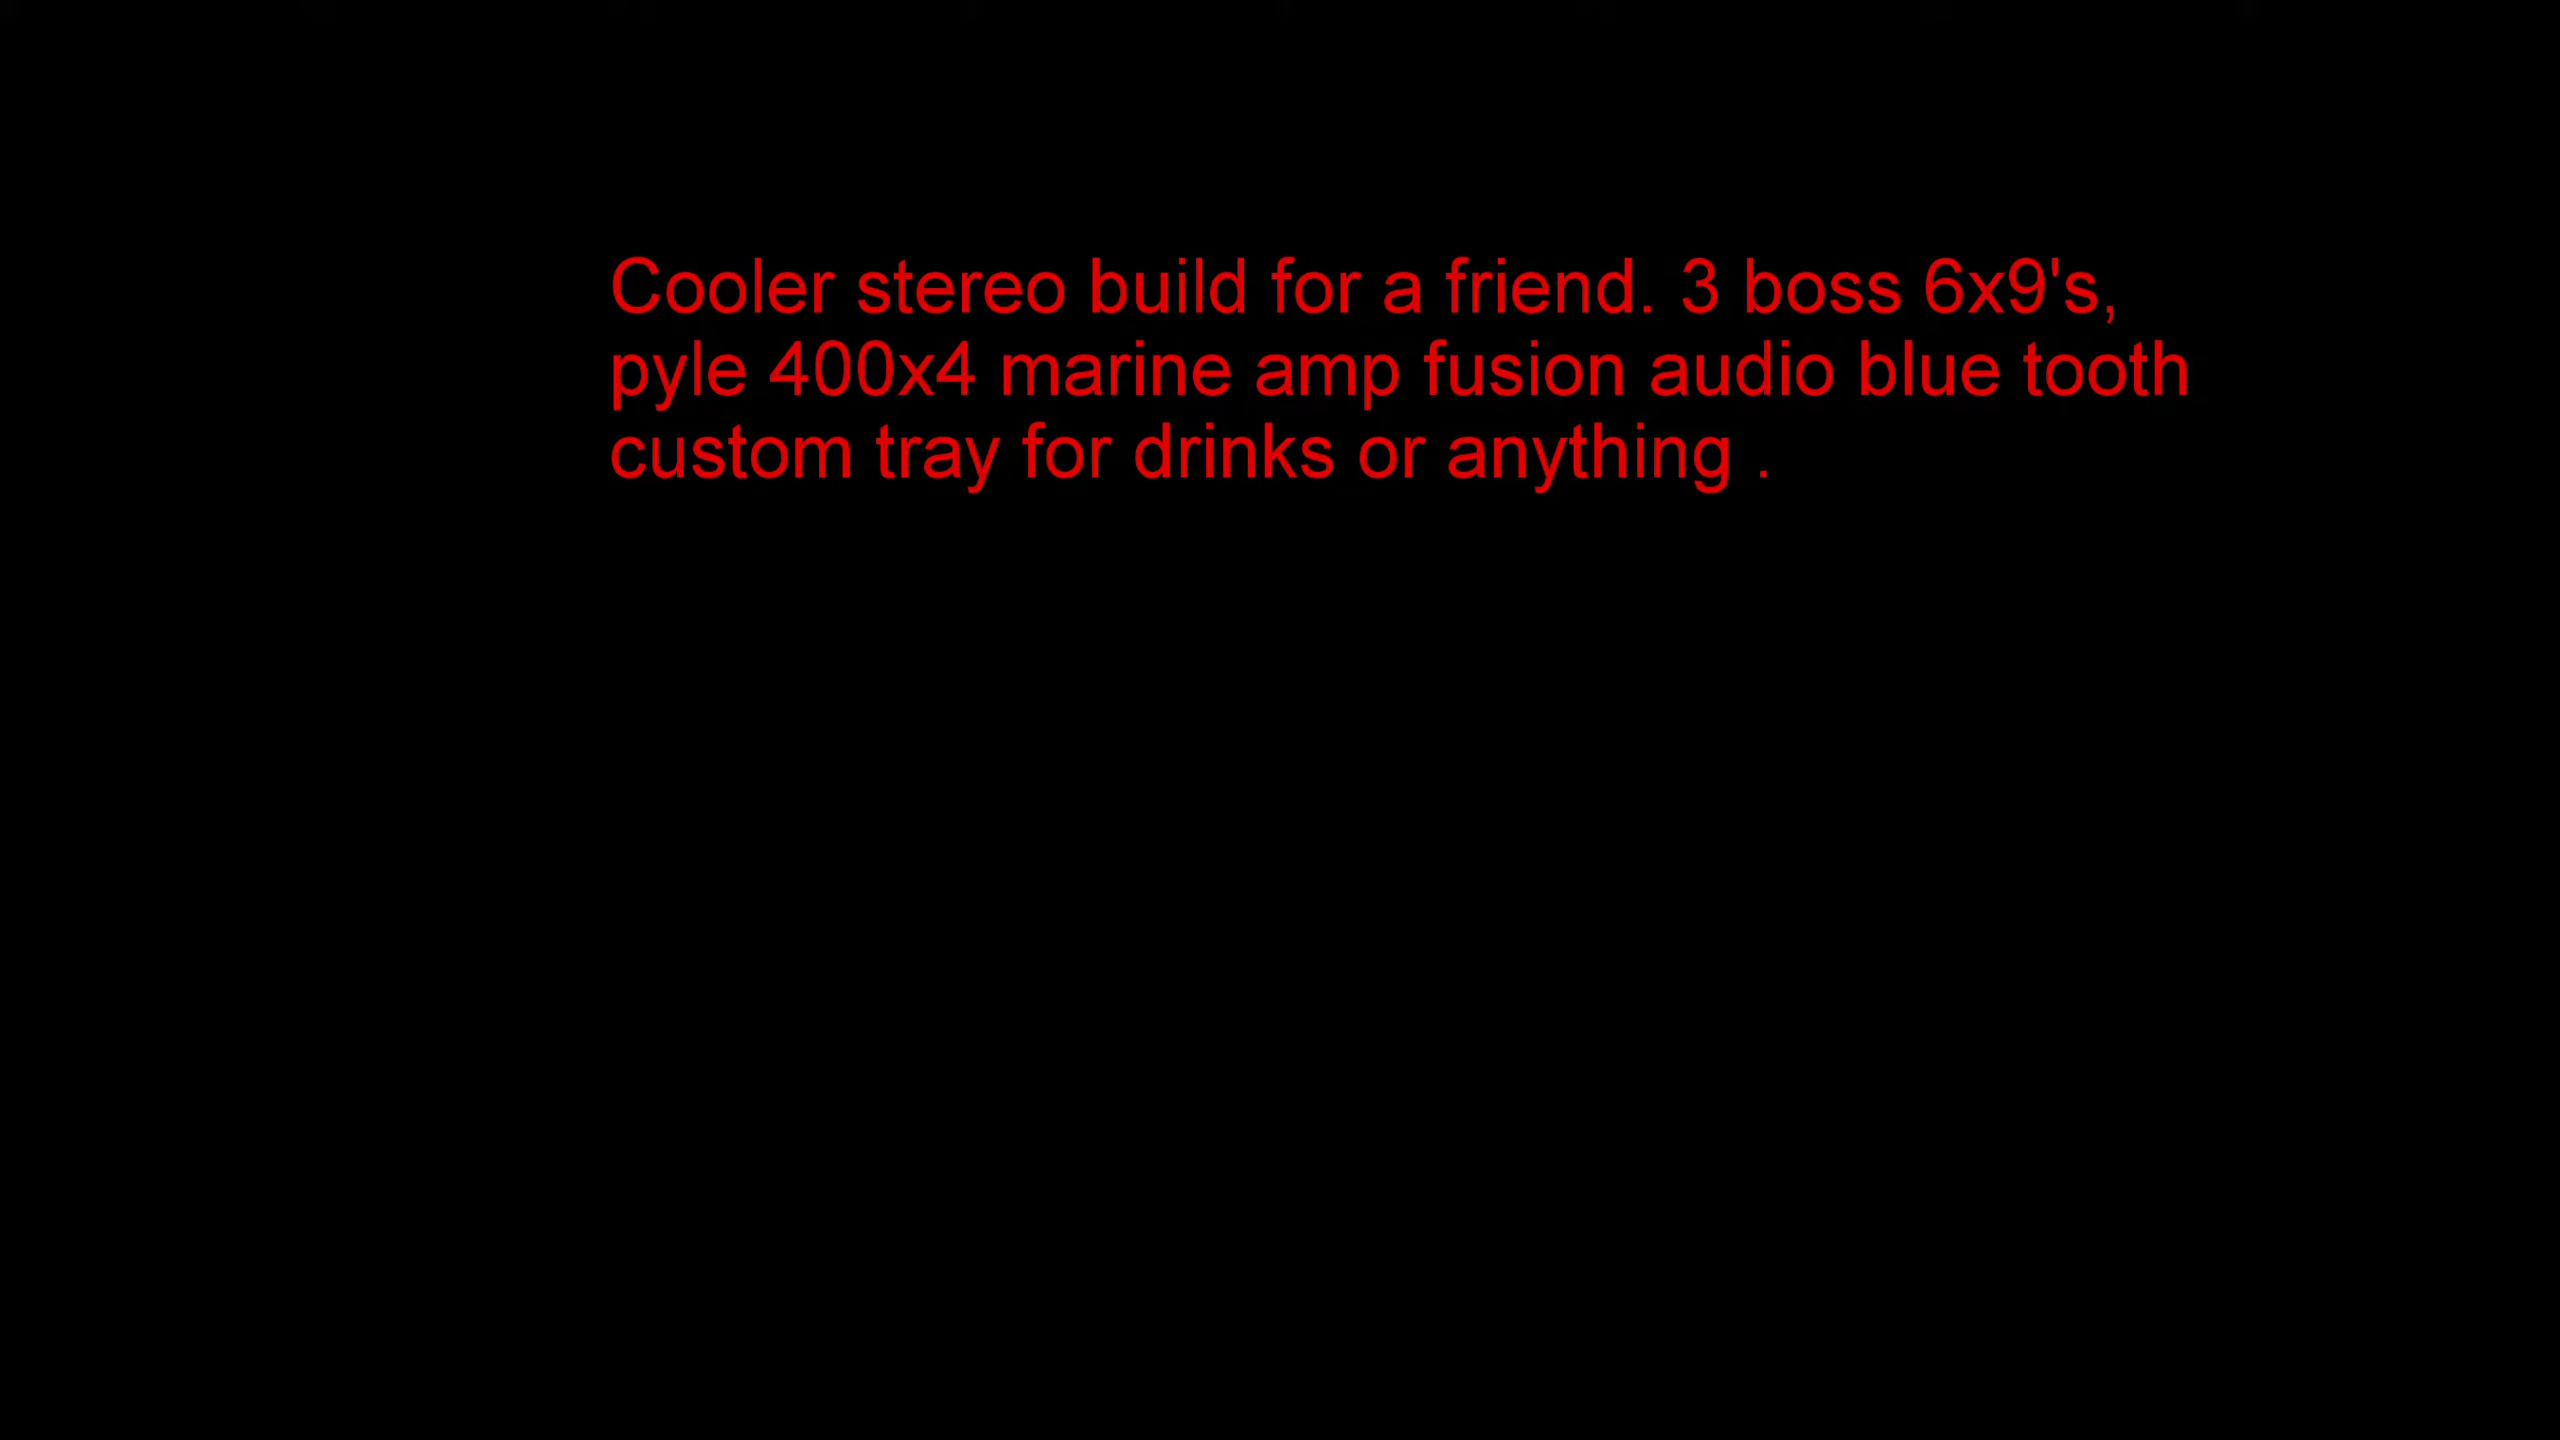 Cooler stereo build for a friend. 3 boss 6x9's,
pyle 400x4 marine amp fusion audio blue tooth
custom tray for drinks or anything .